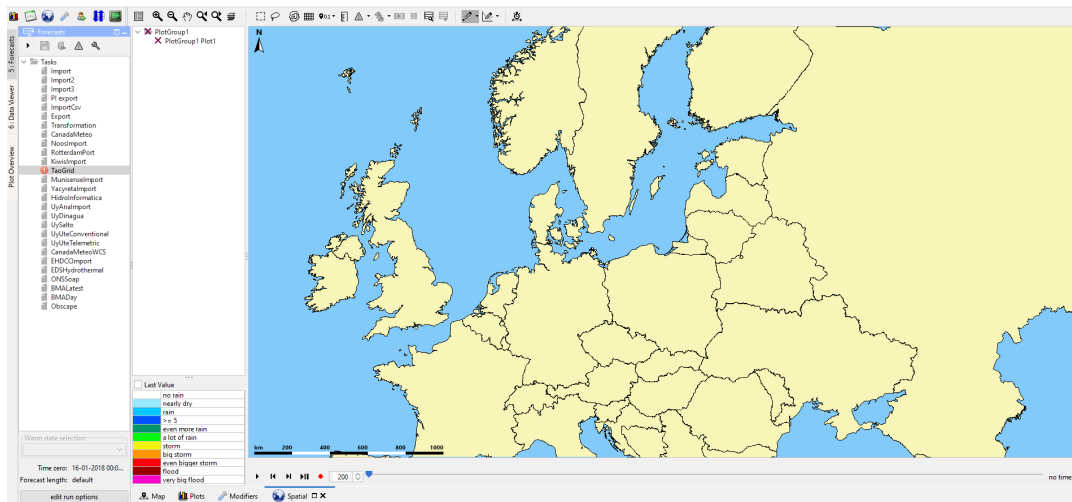 Forecasts
5: Forecasts
6: Data Viewer
Plot Overview
Tasks
Import
Import2
Import3
PI export
ImportCsv
Export
Transformation
CanadaMeteo
NoosImport
RotterdamPort
KiwisImport
TaoGrid
MunisenseImport
YacyretaImport
HidroInformatica
UyAnaImport
UyDinagua
UySalto
UyUteConventional
UyUteTelemetric
CanadaMeteoWCS
EHDCOImport
EDSHydrothermal
ONSSoap
BMALatest
BMADay
Obscape
Warm state selection
Time zero: 16-01-2018 00:0...
Forecast length: default
edit run options
PlotGroup1
PlotGroup1 Plot1
Last Value
no rain
nearly dry
rain
>= 5
even more rain
a lot of rain
storm
big storm
even bigger storm
flood
very big flood
N
km 200 400 600 800 1000
200
no time
Map Plots Modifiers Spatial